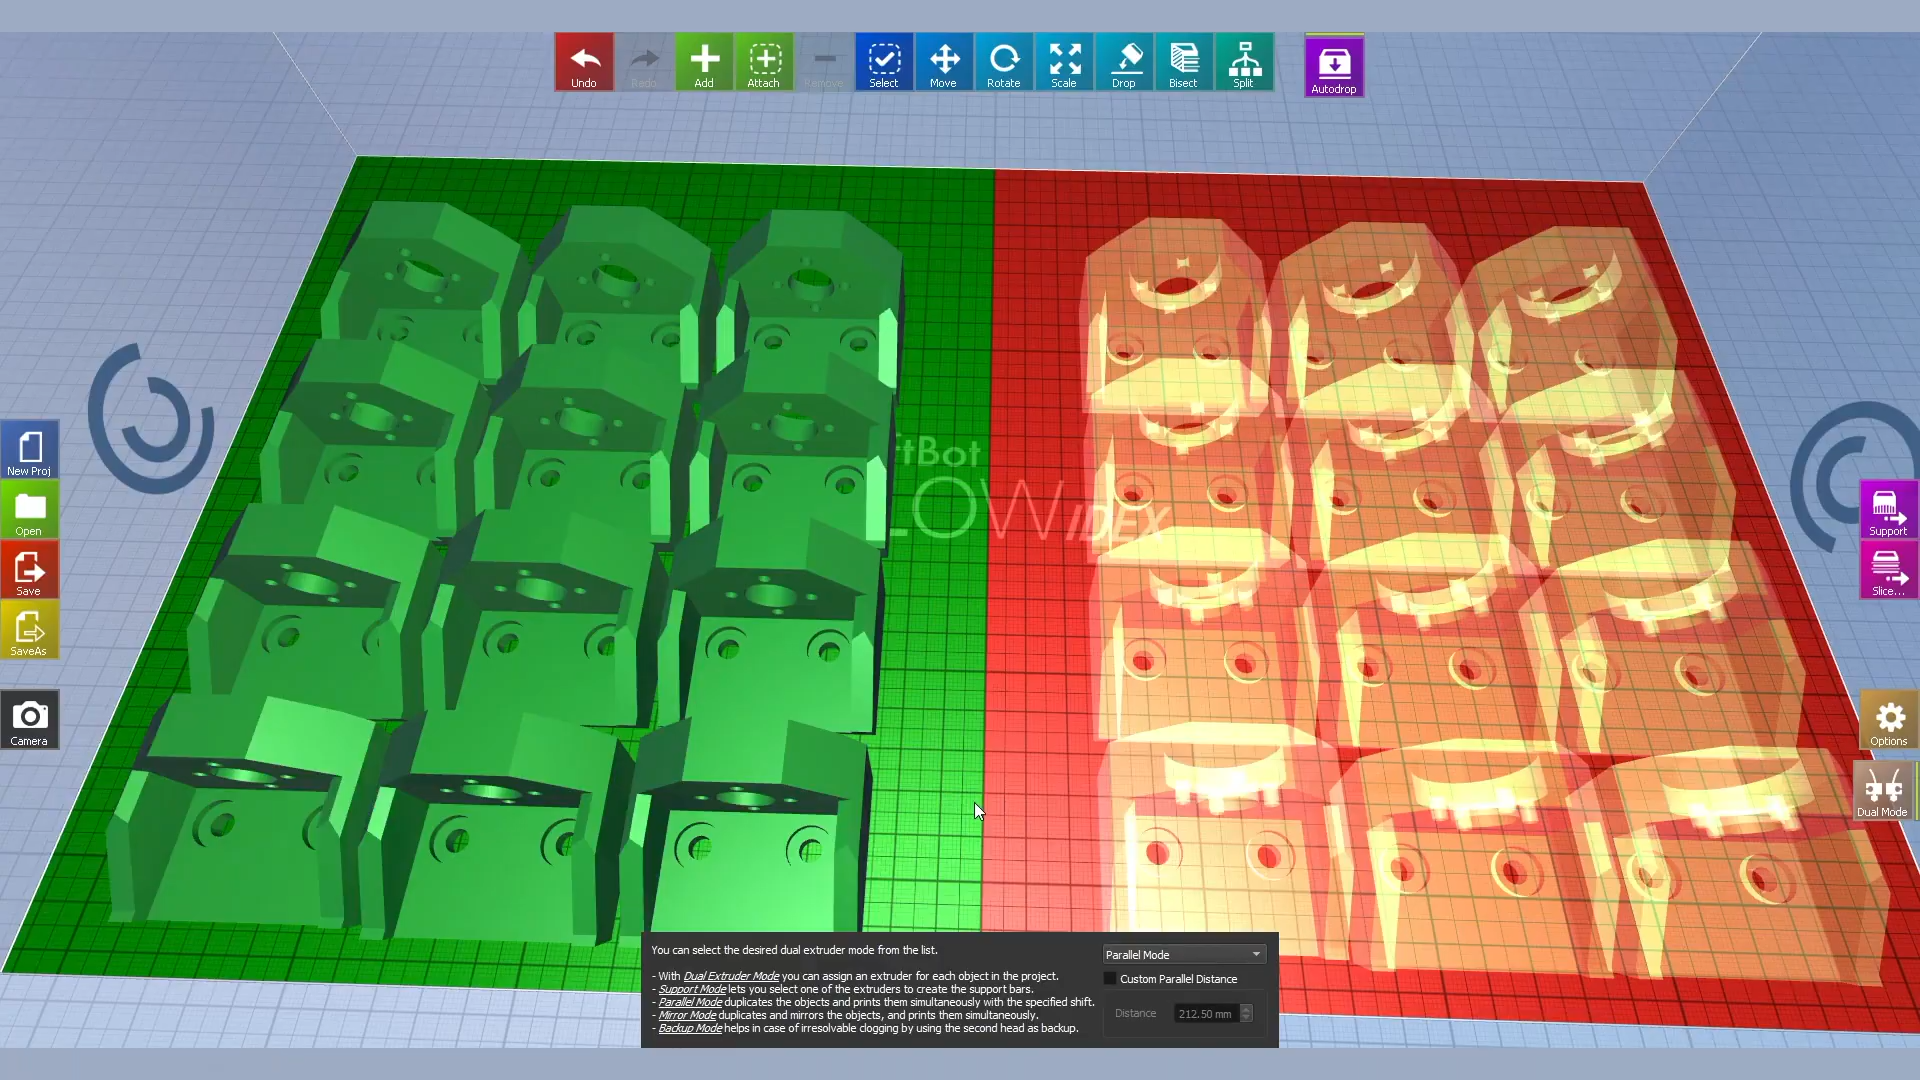 Undo
Redo
Add
Attach
Remove
Select
Move
Rotate
Scale
Drop
Bisect
Split
Autodrop
ftBot
LOW IDEX
New Proj
Open
Save
SaveAs
Camera
Support
Slice...
Options
Dual Mode
You can select the desired dual extruder mode from the list.
- With Dual Extruder Mode you can assign an extruder for each object in the project.
- Support Mode lets you select one of the extruders to create the support bars.
- Parallel Mode duplicates the objects and prints them simultaneously with the specified shift.
- Mirror Mode duplicates and mirrors the objects, and prints them simultaneously.
- Backup Mode helps in case of irresolvable clogging by using the second head as backup.
Parallel Mode
Custom Parallel Distance
Distance 212.50 mm